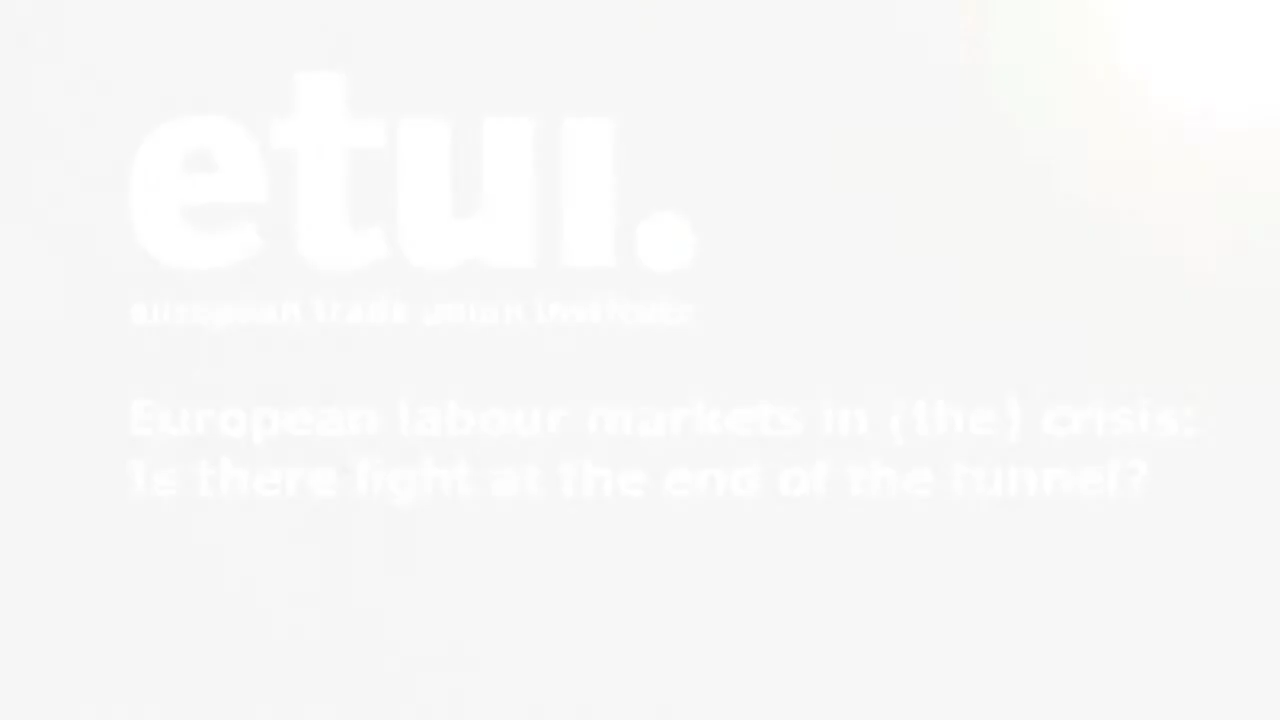 etui.
european trade union institute
European labour markets in (the) crisis:
Is there light at the end of the tunnel?